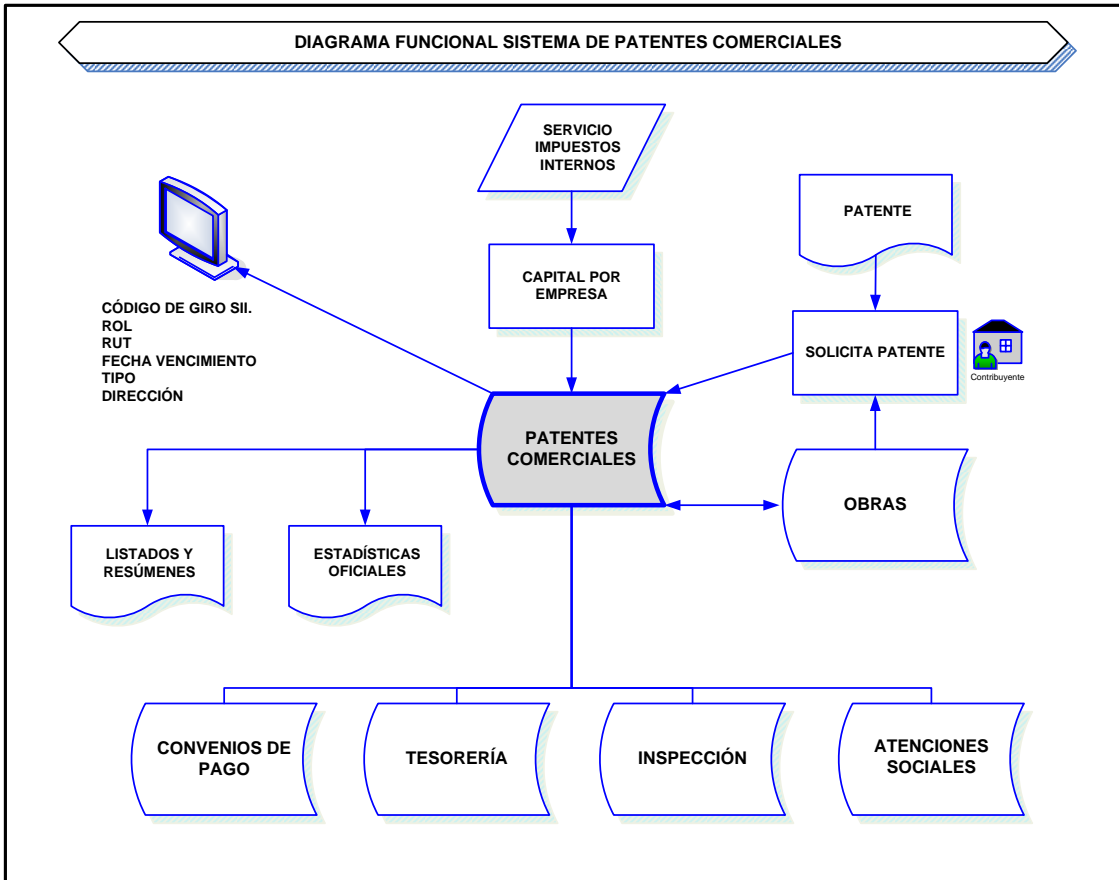 DIAGRAMA FUNCIONAL SISTEMA DE PATENTES COMERCIALES
SERVICIO
IMPUESTOS
INTERNOS
PATENTE
CAPITAL POR
EMPRESA
CÓDIGO DE GIRO SII.
ROL
RUT
FECHA VENCIMIENTO
TIPO
DIRECCIÓN
SOLICITA PATENTE
Contribuyente
PATENTES
COMERCIALES
OBRAS
LISTADOS Y
RESÚMENES
ESTADÍSTICAS
OFICIALES
CONVENIOS DE
PAGO
TESORERÍA
INSPECCIÓN
ATENCIONES
SOCIALES